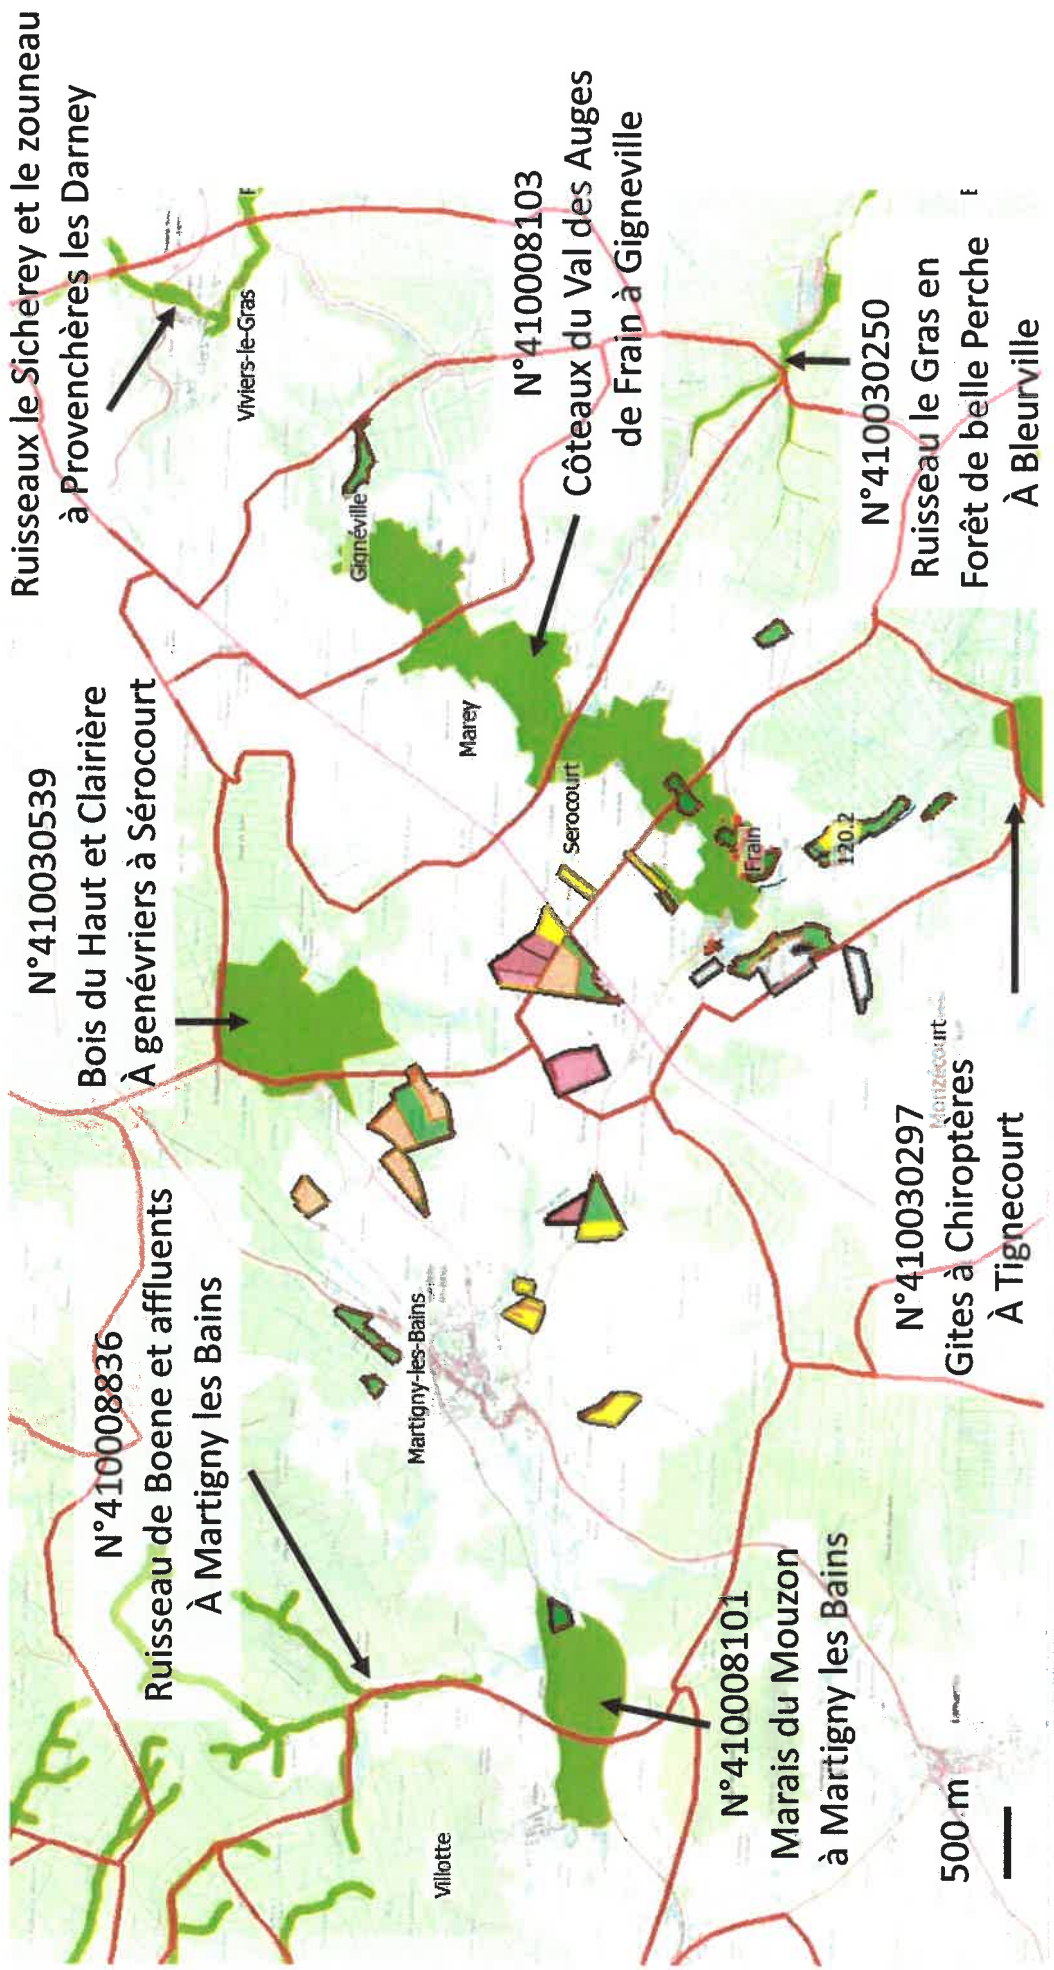 N°410008836
Ruisseau de Boene et affluents
À Martigny les Bains
N°410030539
Bois du Haut et Clairière
À genévriers à Sérocourt
Ruisseaux le Sicherey et le zouneau
à Provenchères les Darney
Viviers-le-Gras
Gignéville
N°410008103
Côteaux du Val des Auges
de Frain à Gigneville
Villotte
Martigny-les-Bains
Marey
Serocourt
N°410008101
Marais du Mouzon
à Martigny les Bains
Frain
120.2
N°410030250
Ruisseau le Gras en
Forêt de belle Perche
À Bleurville
Morizécourt
N°410030297
Gites à Chiroptères
À Tignecourt
500 m